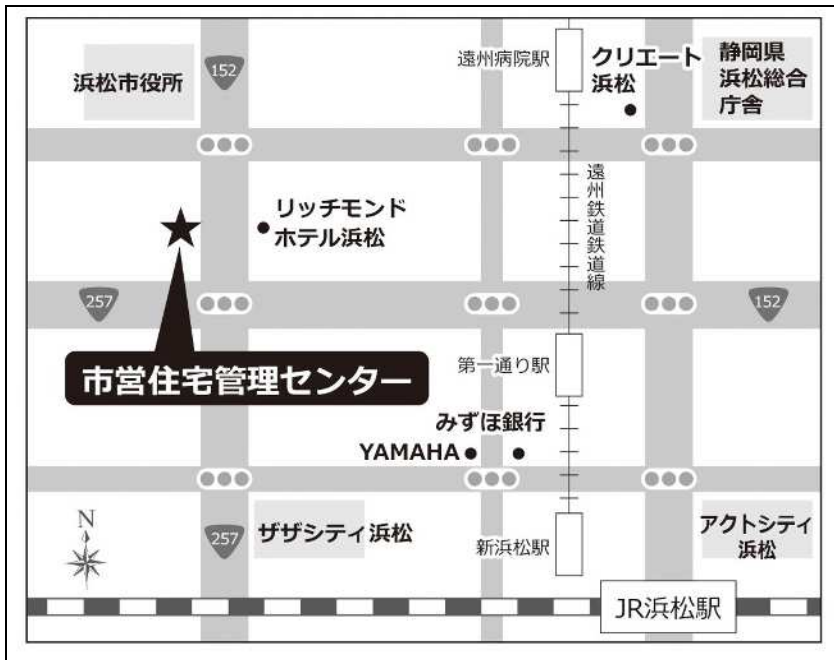 浜松市役所
152
遠州病院駅
クリエート
浜松
静岡県
浜松総合
庁舎
リッチモンド
ホテル浜松
遠州鉄道鉄道線
257
152
市営住宅管理センター
第一通り駅
みずほ銀行
YAMAHA
N
257
ザザシティ浜松
新浜松駅
アクトシティ
浜松
JR浜松駅